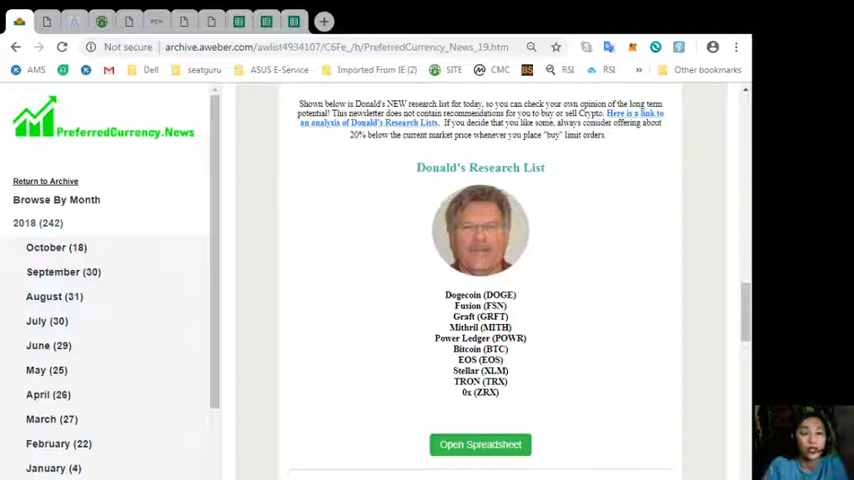 PCH
Not secure | archive.aweber.com/awlist4934107/C6Fe_/h/PreferredCurrency_News_19.htm
AMS
Dell
seatguru
ASUS E-Service
Imported From IE (2)
SITE
CMC
BS
RSI
RSI
Other bookmarks
PreferredCurrency.News
Return to Archive
Browse By Month
2018 (242)
October (18)
September (30)
August (31)
July (30)
June (29)
May (25)
April (26)
March (27)
February (22)
January (4)
Shown below is Donald's NEW research list for today, so you can check your own opinion of the long term
potential! This newsletter does not contain recommendations for you to buy or sell Crypto. Here is a link to
an analysis of Donald's Research Lists. If you decide that you like some, always consider offering about
20% below the current market price whenever you place "buy" limit orders.
Donald's Research List
Dogecoin (DOGE)
Fusion (FSN)
Graft (GRFT)
Mithril (MITH)
Power Ledger (POWR)
Bitcoin (BTC)
EOS (EOS)
Stellar (XLM)
TRON (TRX)
0x (ZRX)
Open Spreadsheet